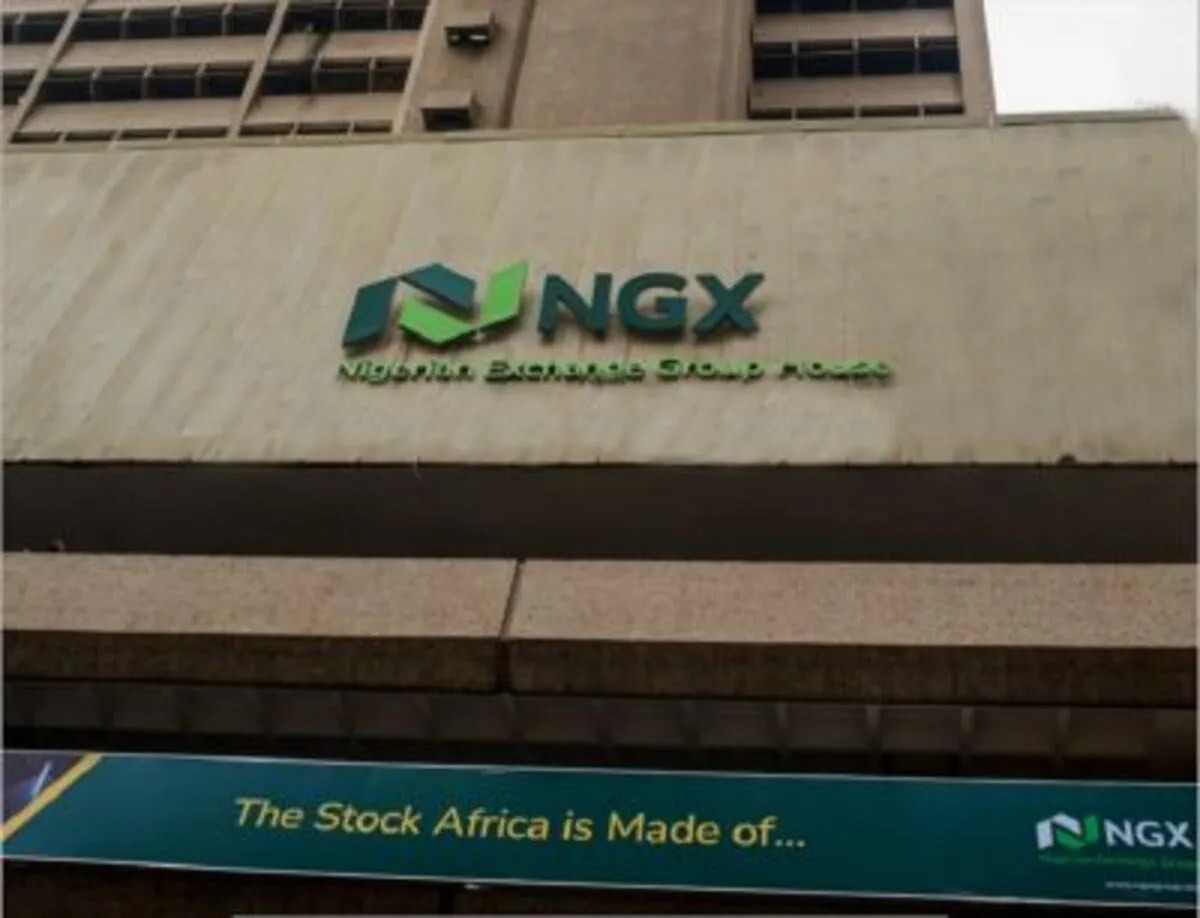 NGX
Nigerian Exchange Group House
The Stock Africa is Made of...
NGX